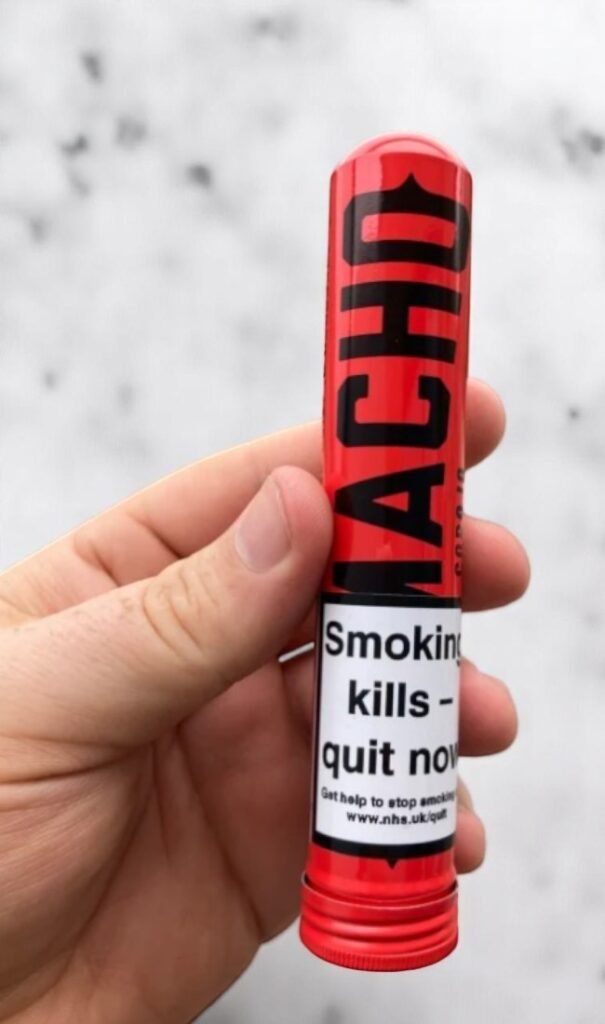 MACHO
Smoking
kills –
quit now
Get help to stop smoking
www.nhs.uk/quit